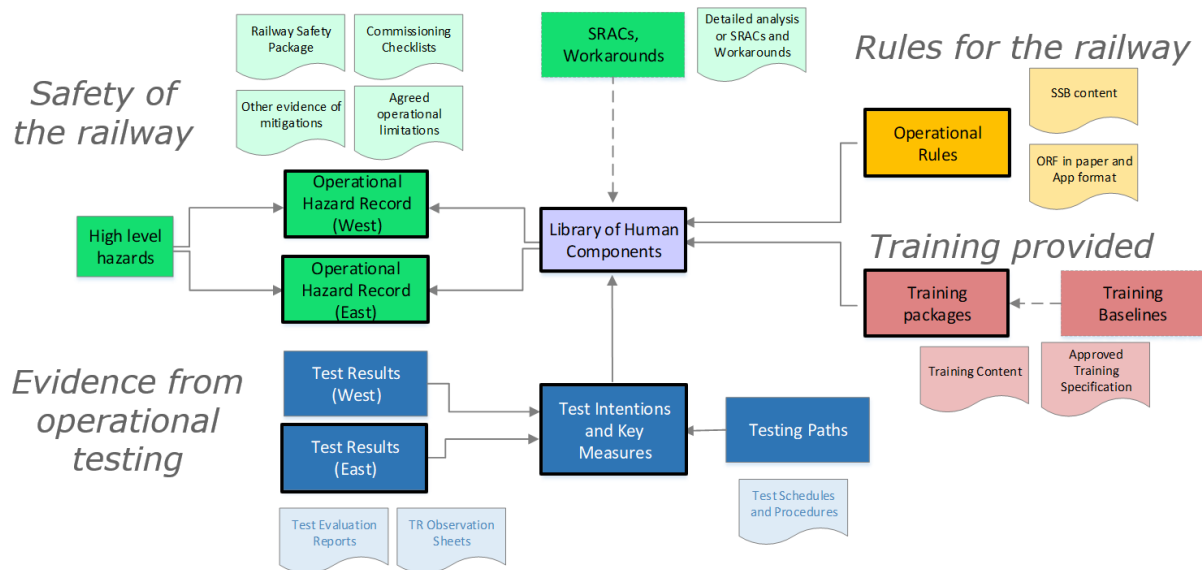 Railway Safety
Package
Commissioning
Checklists
SRACs,
Workarounds
Detailed analysis
or SRACs and
Workarounds
Rules for the railway
Safety of
the railway
SSB content
Other evidence of
mitigations
Agreed
operational
limitations
Operational
Rules
ORF in paper and
App format
Operational
Hazard Record
(West)
High level
hazards
Library of Human
Components
Training provided
Operational
Hazard Record
(East)
Training
packages
Training
Baselines
Evidence from
operational
testing
Test Results
(West)
Training Content
Approved
Training
Specification
Test Intentions
and Key
Measures
Testing Paths
Test Results
(East)
Test Schedules
and Procedures
Test Evaluation
Reports
TR Observation
Sheets